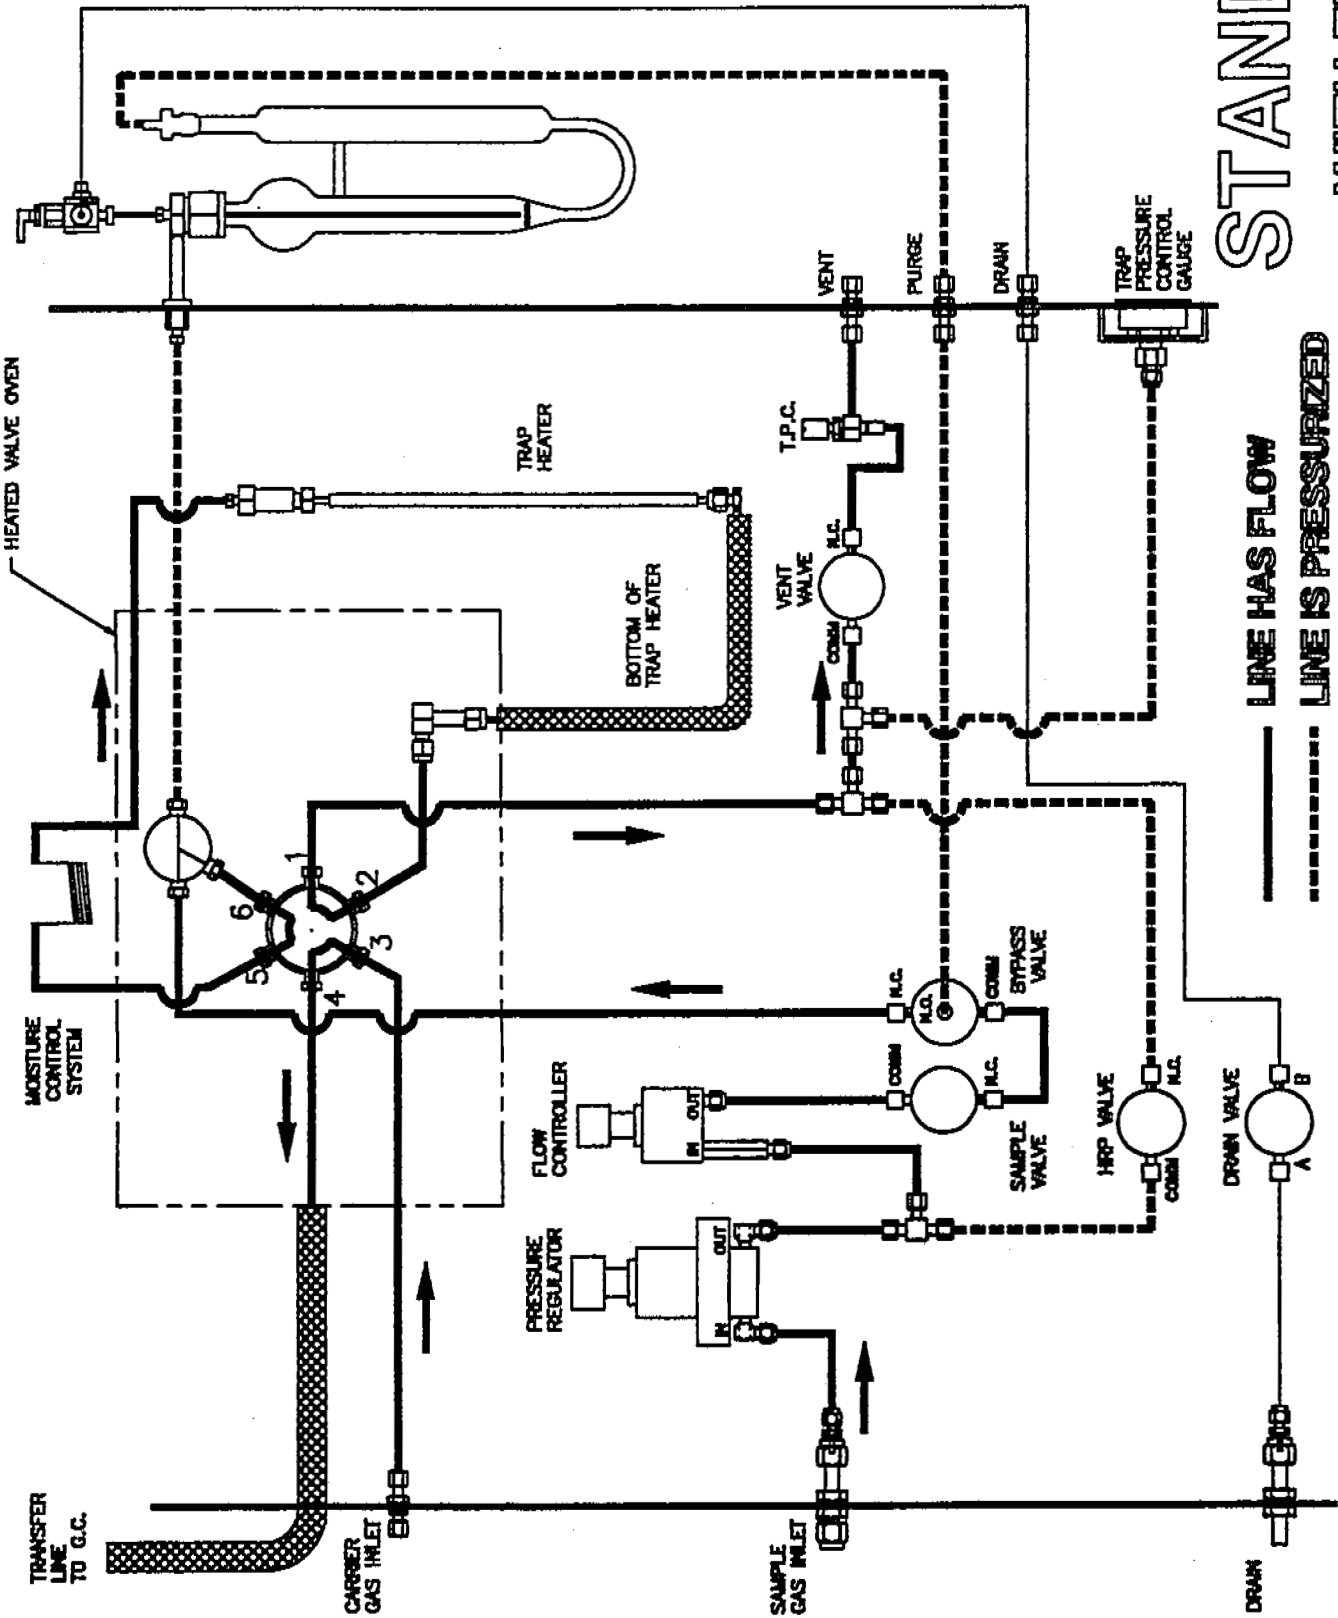 HEATED VALVE OVEN
MOISTURE
CONTROL
SYSTEM
TRAP
HEATER
BOTTOM OF
TRAP HEATER
1
2
3
4
5
6
TRANSFER
LINE
TO G.C.
CARRIER
GAS INLET
PRESSURE
REGULATOR
IN
OUT
FLOW
CONTROLLER
IN
OUT
SAMPLE
VALVE
COMM
N.C.
BYPASS
VALVE
N.C.
N.O.
COMM
VENT
VALVE
COMM
N.C.
T.P.C.
VENT
PURGE
DRAIN
TRAP
PRESSURE
CONTROL
GAUGE
SAMPLE
GAS INLET
HRP VALVE
COMM
N.C.
DRAIN VALVE
A
B
DRAIN
LINE HAS FLOW
LINE IS PRESSURIZED